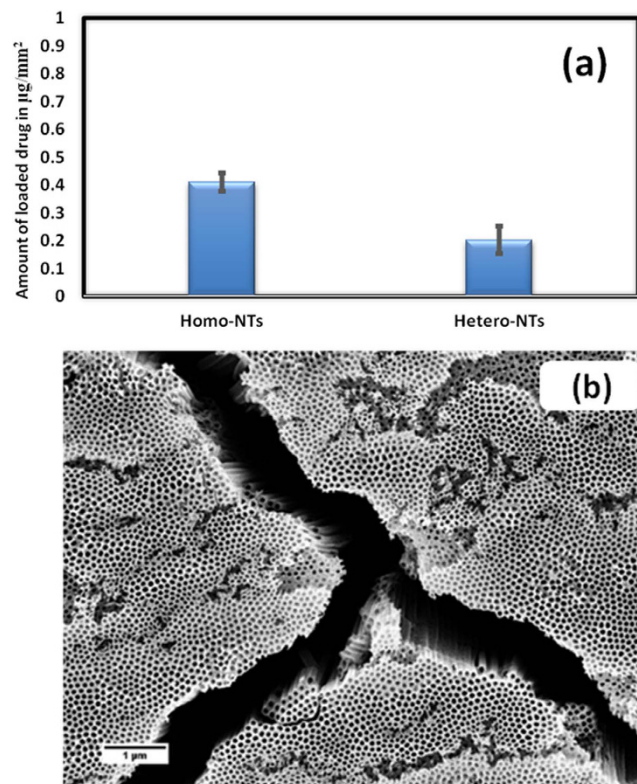 Amount of loaded drug in µg/mm²
1
0.9
0.8
0.7
0.6
0.5
0.4
0.3
0.2
0.1
0
(a)
Homo-NTs
Hetero-NTs
(b)
1 µm